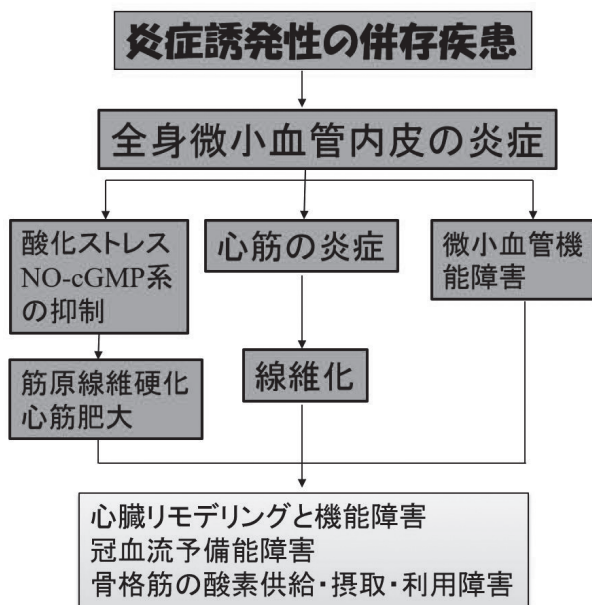 炎症誘発性の併存疾患
全身微小血管内皮の炎症
酸化ストレス
NO-cGMP系
の抑制
心筋の炎症
微小血管機
能障害
筋原線維硬化
心筋肥大
線維化
心臓リモデリングと機能障害
冠血流予備能障害
骨格筋の酸素供給・摂取・利用障害